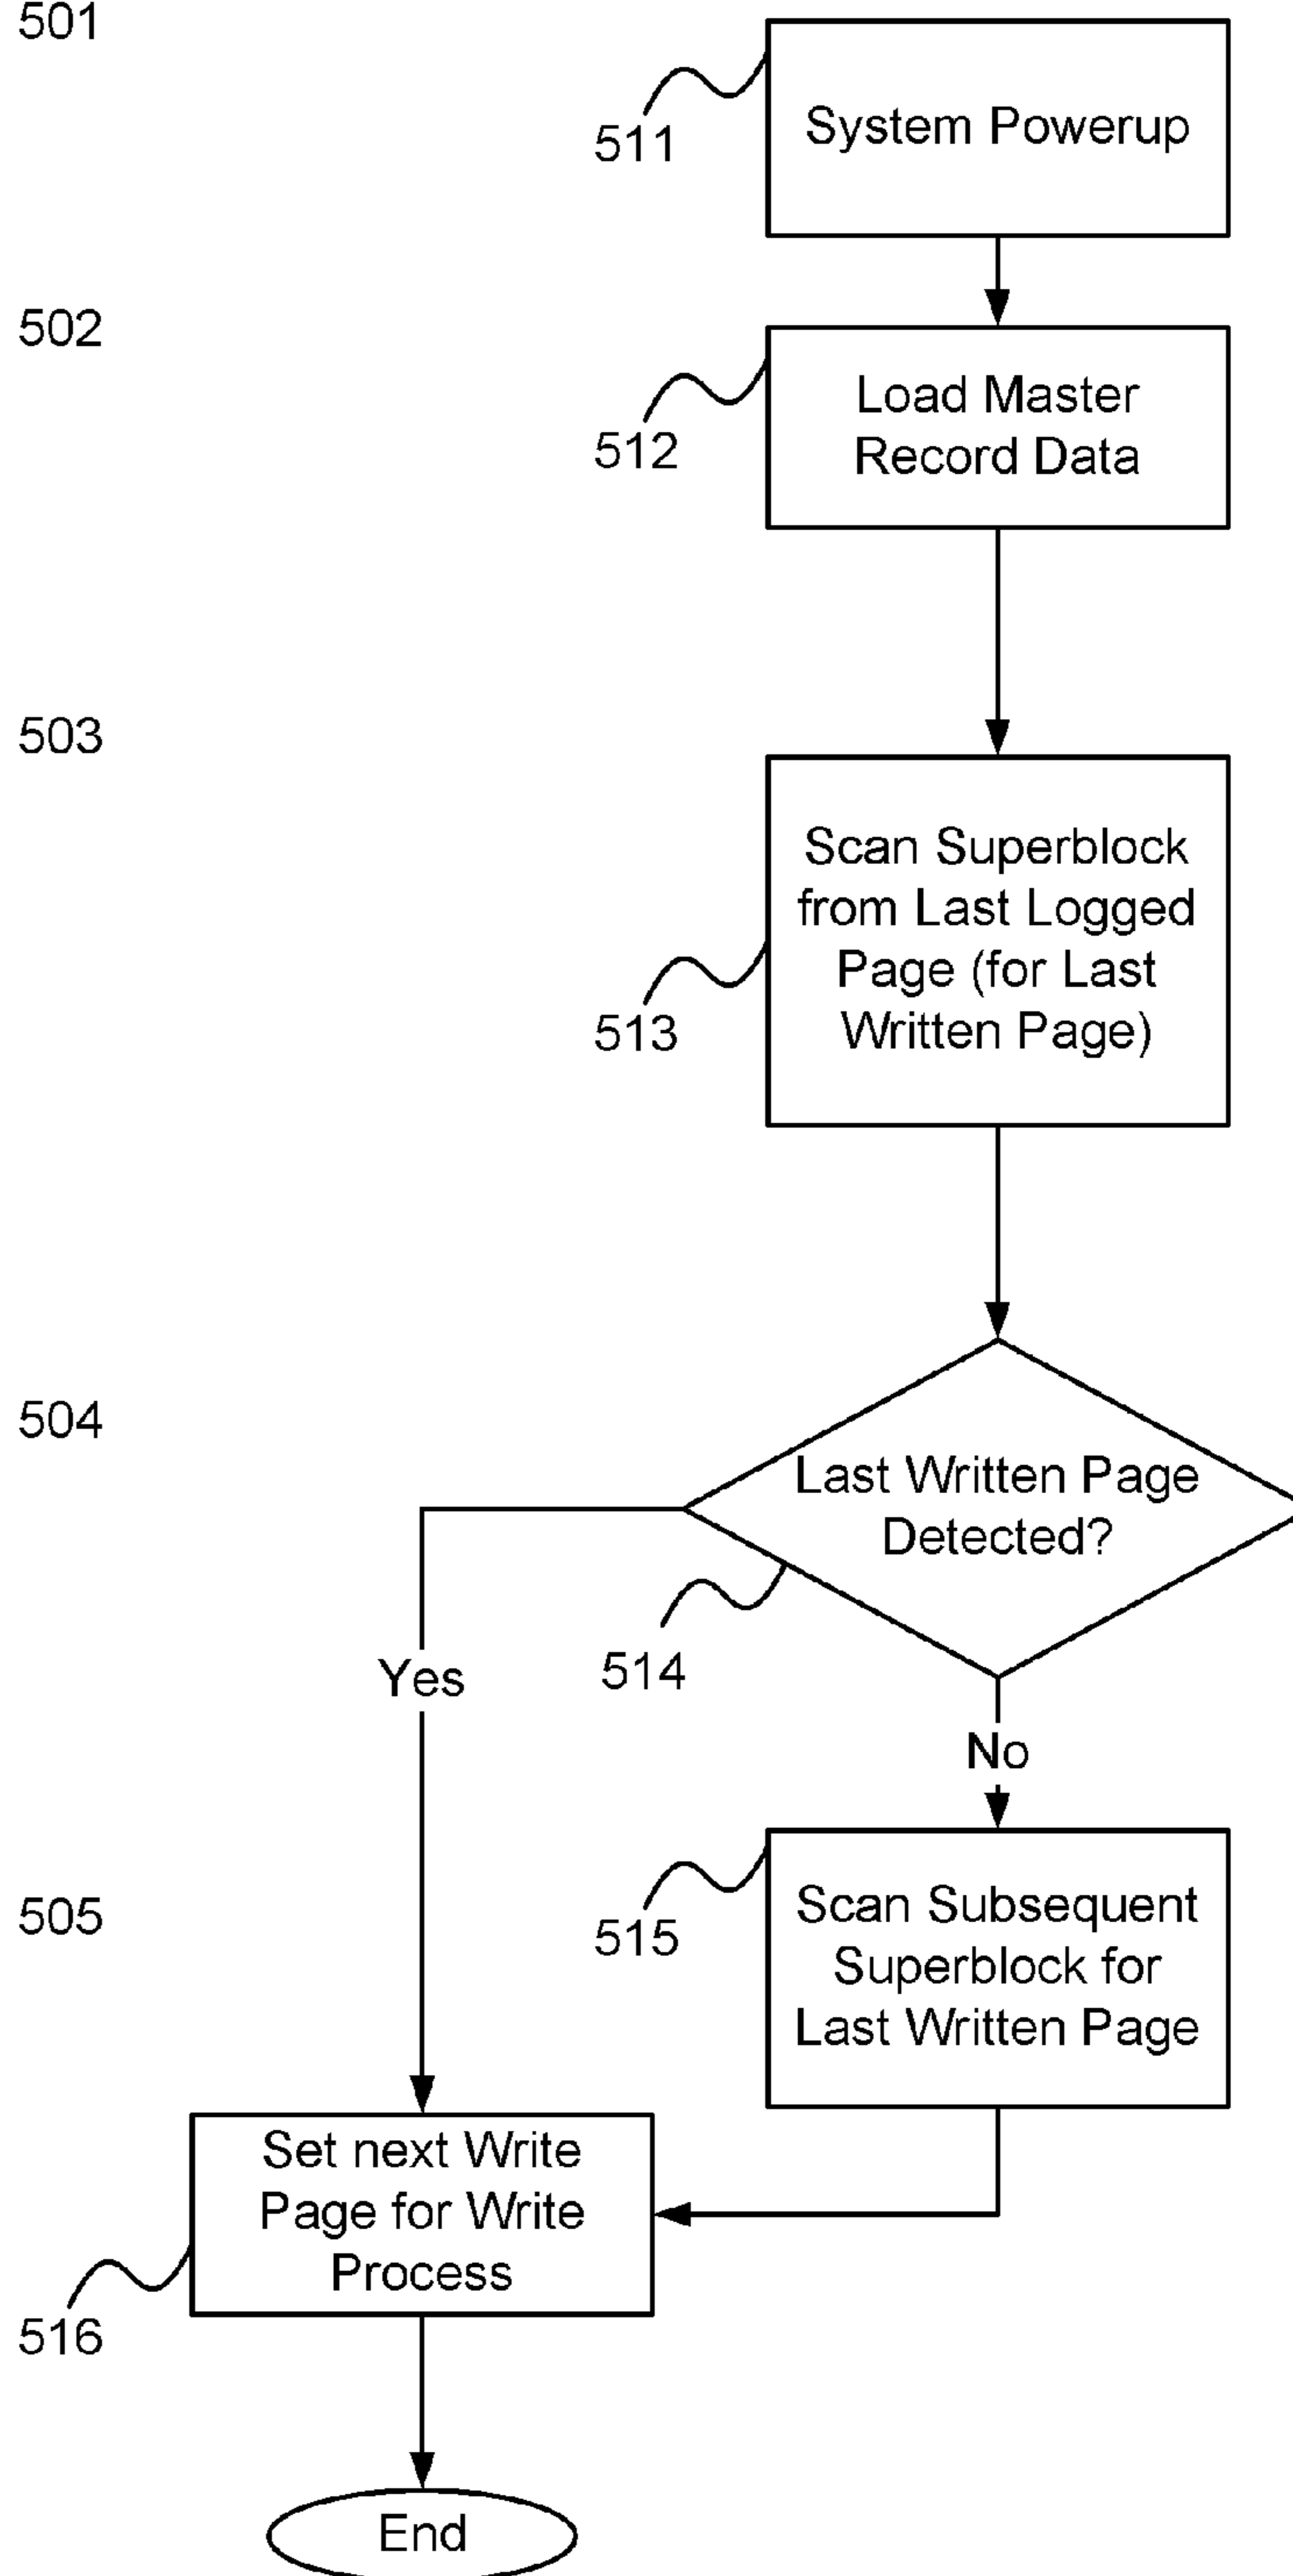 501
System Powerup
511
502
Load Master
Record Data
512
503
Scan Superblock
from Last Logged
Page (for Last
Written Page)
513
504
Last Written Page
Detected?
514
Yes
No
505
Scan Subsequent
Superblock for
Last Written Page
515
Set next Write
Page for Write
Process
516
End